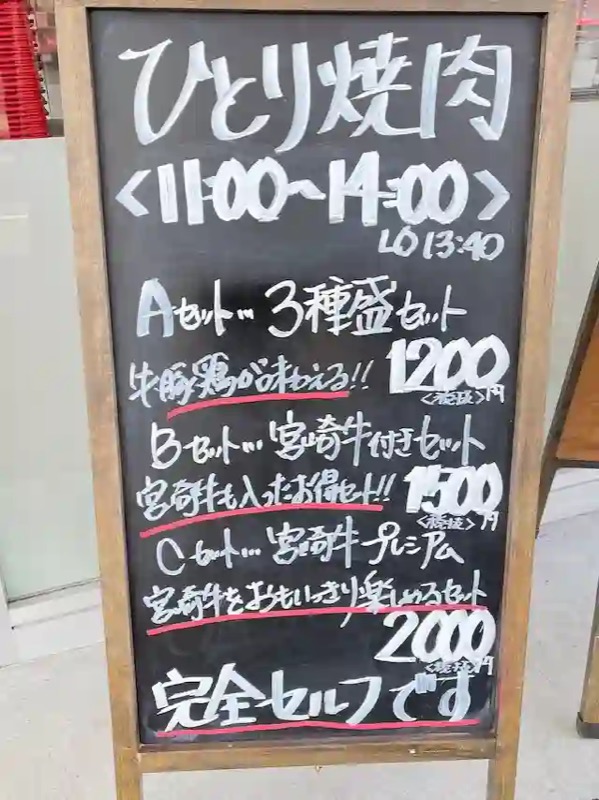 ひとり焼肉
<11:00〜14:00>
LO 13:40
Aセット… 3種盛セット
牛豚鶏が味わえる!!
1200
<税抜>円
Bセット… 宮崎牛付きセット
宮崎牛も入ったお得セット!!
1500
<税抜>円
Cセット… 宮崎牛プレミアム
宮崎牛をおもいっきり楽しめるセット
2000
<税抜>円
完全セルフです